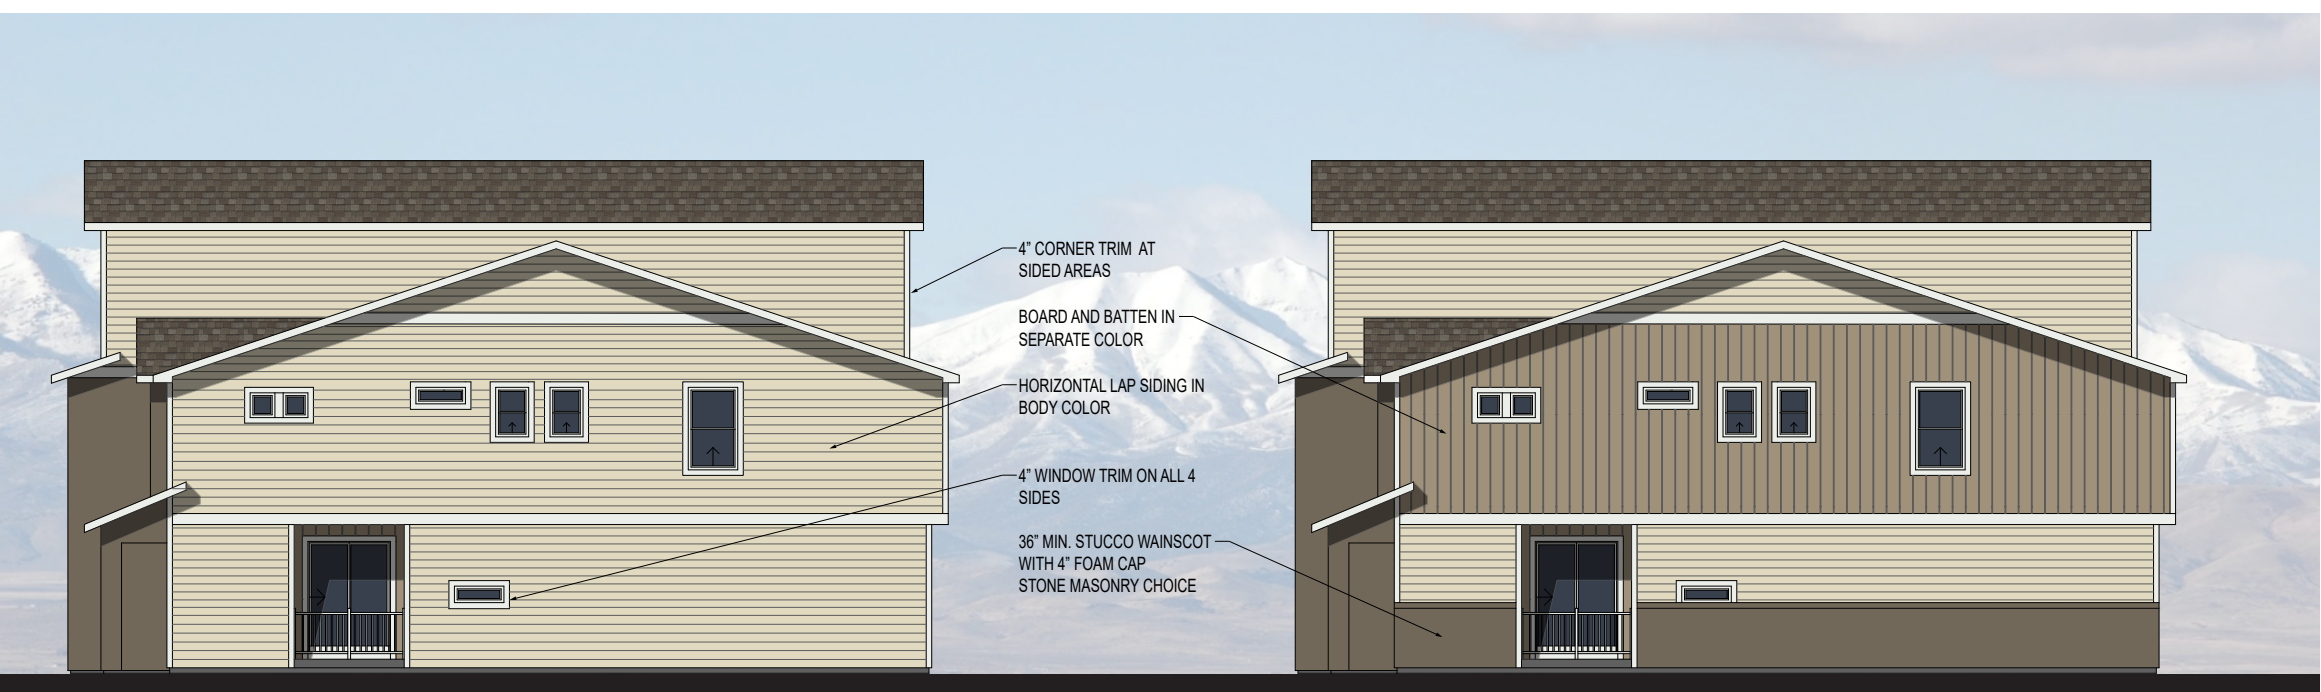 4” CORNER TRIM AT
SIDED AREAS
BOARD AND BATTEN IN
SEPARATE COLOR
HORIZONTAL LAP SIDING IN
BODY COLOR
4” WINDOW TRIM ON ALL 4
SIDES
36” MIN. STUCCO WAINSCOT
WITH 4” FOAM CAP
STONE MASONRY CHOICE